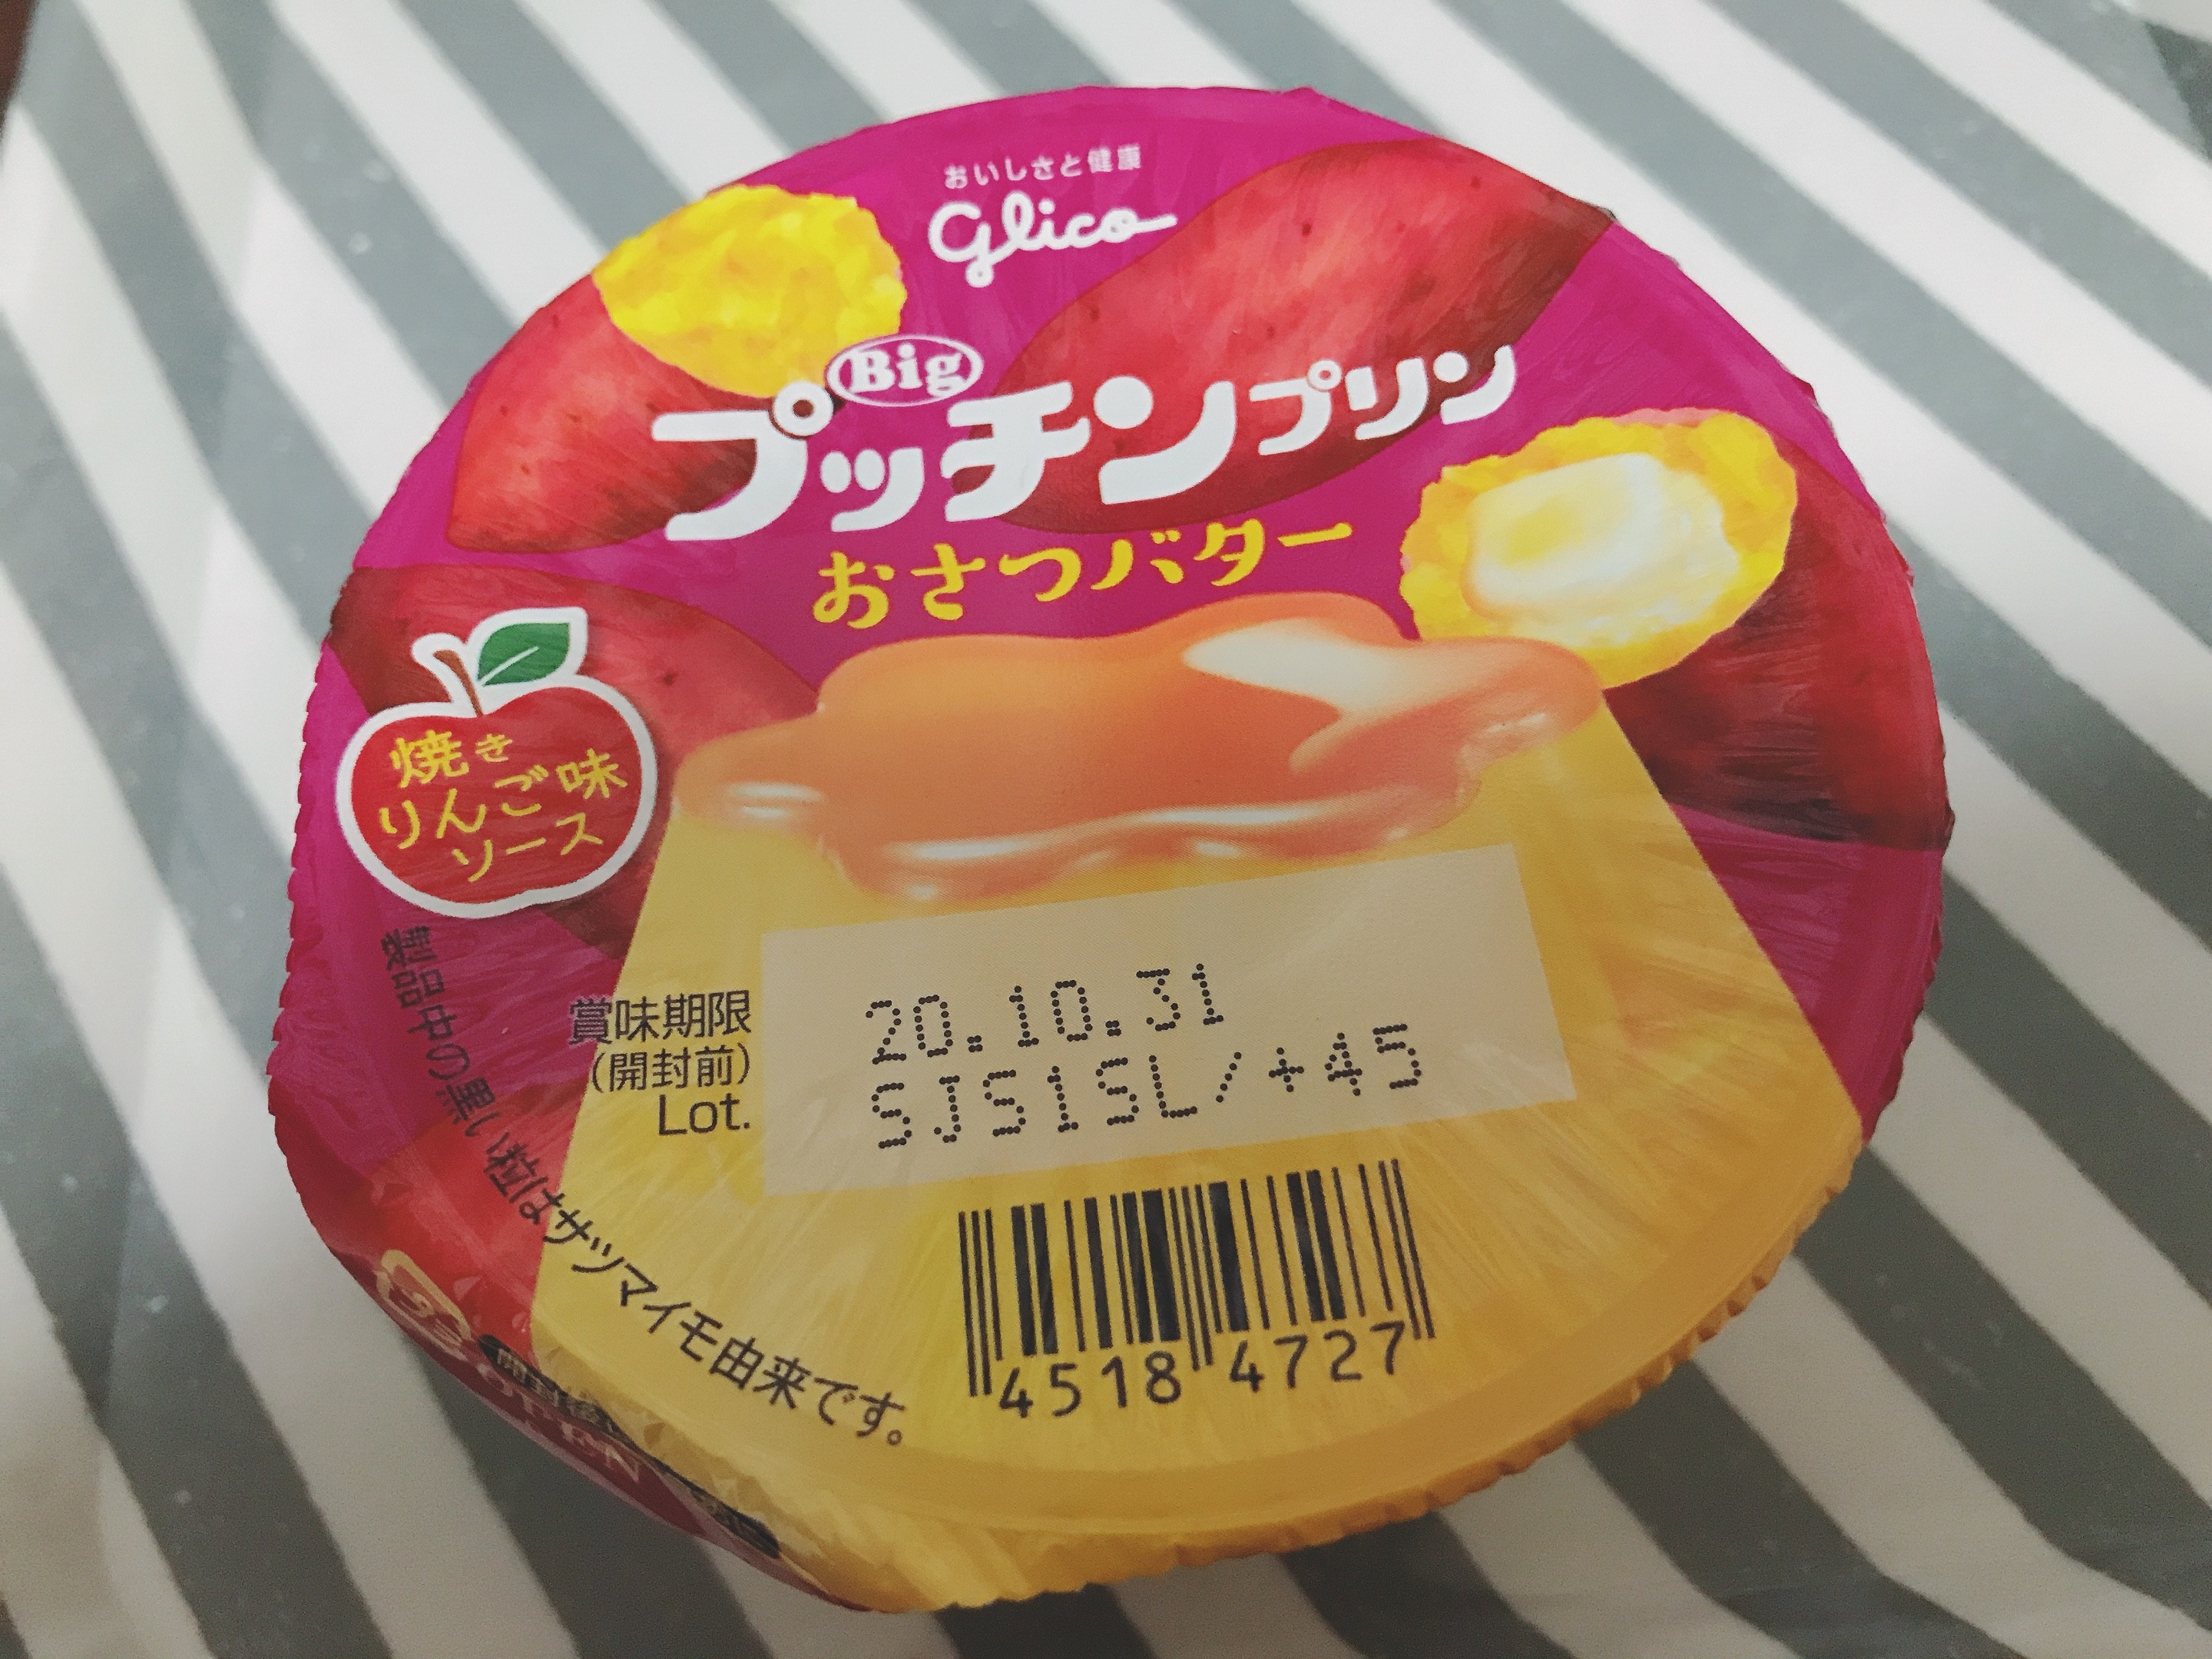 おいしさと健康
Glico
Big
プッチンプリン
おさつバター
焼き
りんご味
ソース
賞味期限
(開封前)
Lot.
20.10.31
SJS1SL/+45
製品中の黒い粒はサツマイモ由来です。
4518 4727
OPEN